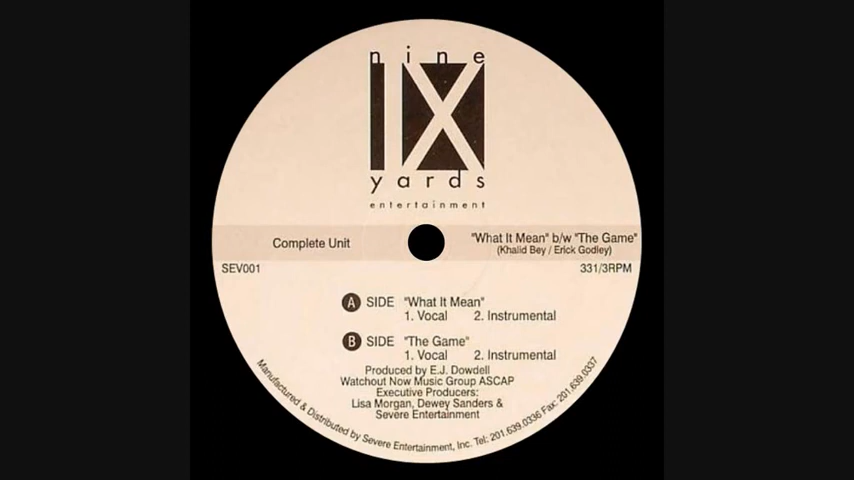 nine
IX
yards
entertainment
Complete Unit
"What It Mean" b/w "The Game"
(Khalid Bey / Erick Godley)
SEV001
331/3RPM
A SIDE "What It Mean"
1. Vocal 2. Instrumental
B SIDE "The Game"
1. Vocal 2. Instrumental
Produced by E.J. Dowdell
Watchout Now Music Group ASCAP
Executive Producers:
Lisa Morgan, Dewey Sanders &
Severe Entertainment
Manufactured & Distributed by Severe Entertainment, Inc. Tel: 201.639.0336 Fax: 201.639.0337